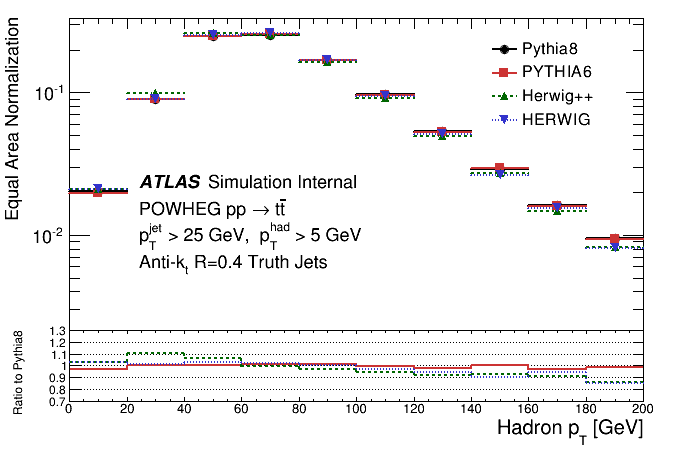 Equal Area Normalization
10⁻¹
10⁻²
Pythia8
PYTHIA6
Herwig++
HERWIG
ATLAS Simulation Internal
POWHEG pp → tt̄
p_T^jet > 25 GeV, p_T^had > 5 GeV
Anti-k_t R=0.4 Truth Jets
Ratio to Pythia8
1.3
1.2
1.1
1
0.9
0.8
0.7
0 20 40 60 80 100 120 140 160 180 200
Hadron p_T [GeV]